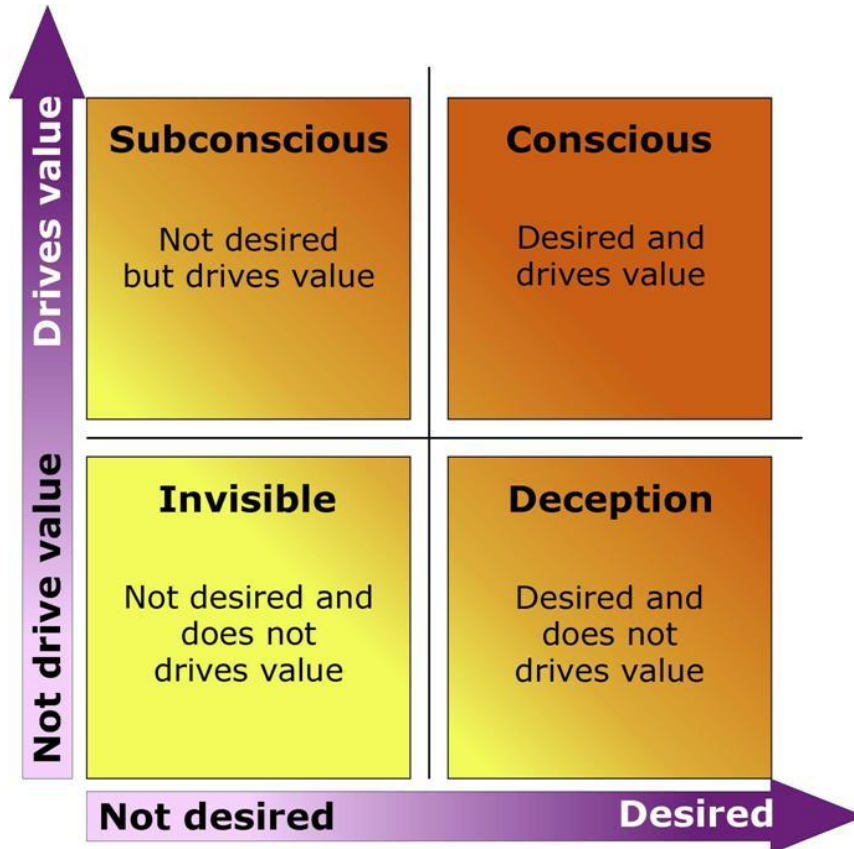 Drives value
Not drive value
Subconscious
Not desired
but drives value
Conscious
Desired and
drives value
Invisible
Not desired and
does not
drives value
Deception
Desired and
does not
drives value
Not desired
Desired